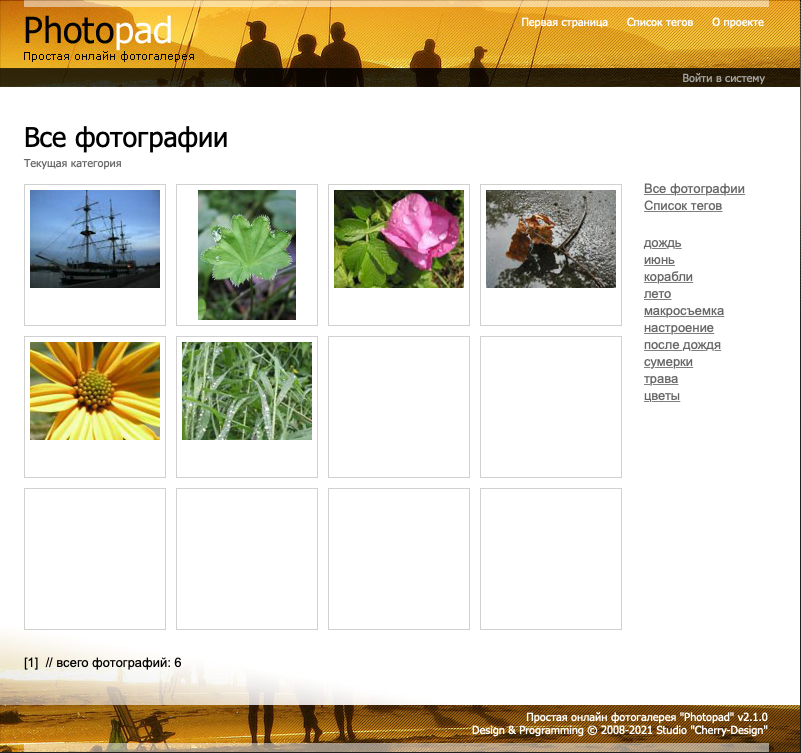 Photopad
Простая онлайн фотогалерея
Первая страница Список тегов О проекте
Войти в систему
Все фотографии
Текущая категория
Все фотографии
Список тегов
дождь
июнь
корабли
лето
макросъемка
настроение
после дождя
сумерки
трава
цветы
[1] // всего фотографий: 6
Простая онлайн фотогалерея "Photopad" v2.1.0
Design & Programming © 2008-2021 Studio "Cherry-Design"